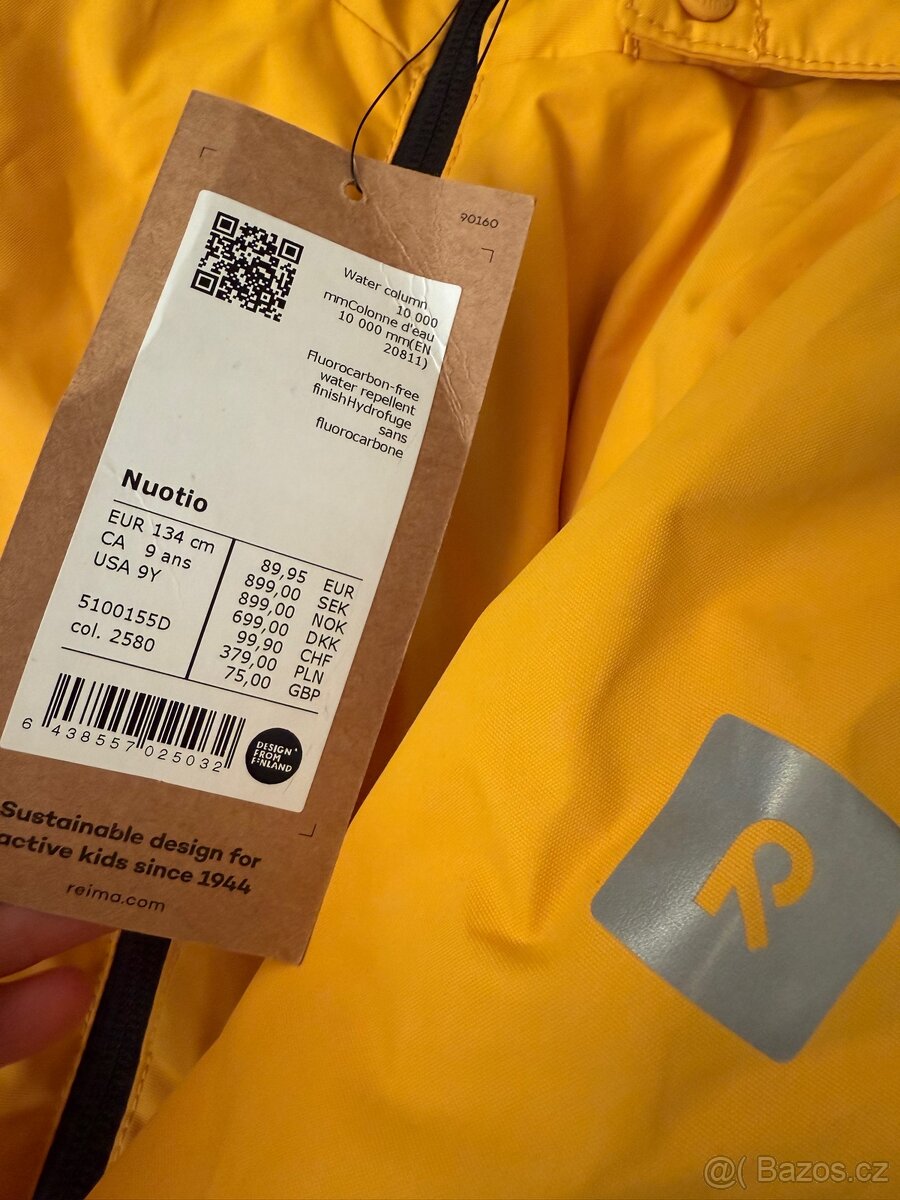 90160
Water column
10 000
mmColonne d'eau
10 000 mm(EN
20811)
Fluorocarbon-free
water repellent
finishHydrofuge
sans
fluorocarbone
Nuotio
EUR 134 cm
CA 9 ans
USA 9Y
5100155D
col. 2580
89,95 EUR
899,00 SEK
899,00 NOK
699,00 DKK
99,90 CHF
379,00 PLN
75,00 GBP
6 438557 025032
DESIGN
FROM
FINLAND
Sustainable design for
active kids since 1944
reima.com
@( Bazos.cz